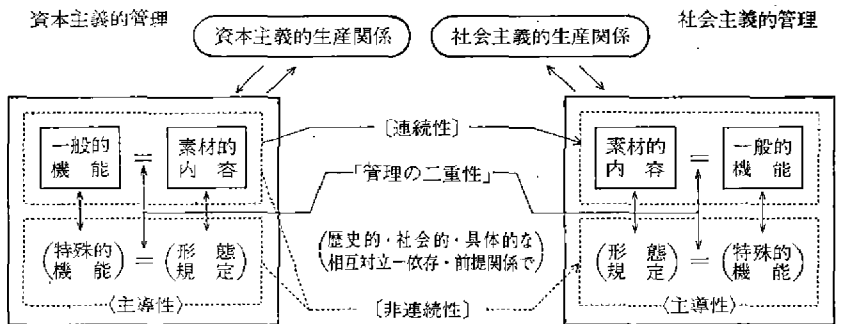 資本主義的管理
資本主義的生産関係
社会主義的生産関係
社会主義的管理
一般的機能
=
素材的内容
〔連続性〕
素材的内容
=
一般的機能
「管理の二重性」
(特殊的機能)
=
(形態規定)
(歴史的・社会的・具体的な
相互対立―依存・前提関係で)
(形態規定)
=
(特殊的機能)
〈主導性〉
〔非連続性〕
〈主導性〉